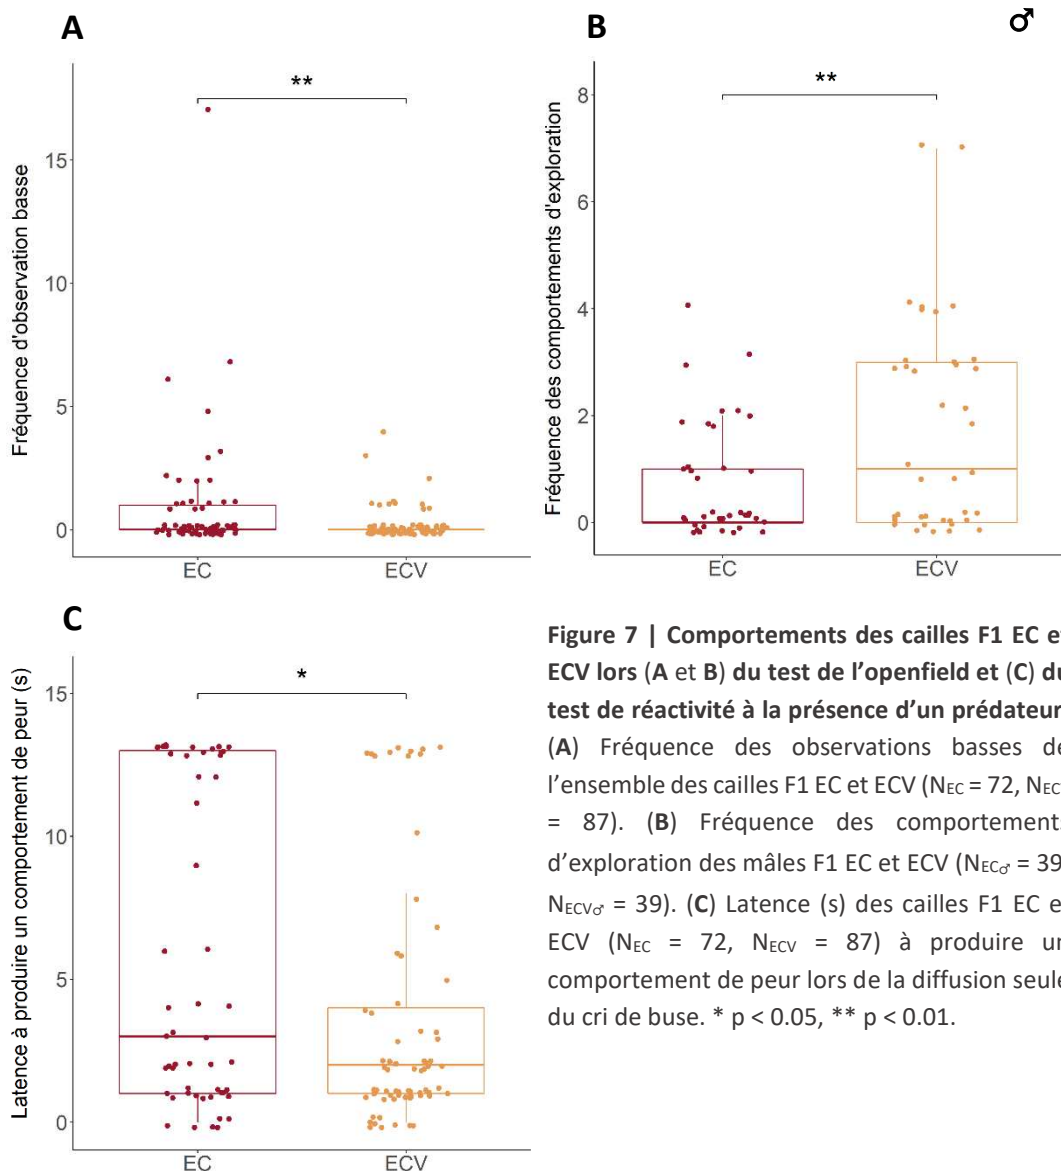 A
**
Fréquence d'observation basse
15
10
5
0
EC
ECV
B
♂
**
Fréquence des comportements d'exploration
8
6
4
2
0
EC
ECV
C
*
Latence à produire un comportement de peur (s)
15
10
5
0
EC
ECV
Figure 7 | Comportements des cailles F1 EC et
ECV lors (A et B) du test de l'openfield et (C) du
test de réactivité à la présence d'un prédateur
(A) Fréquence des observations basses de
l'ensemble des cailles F1 EC et ECV (NEC = 72, NEC
= 87). (B) Fréquence des comportements
d'exploration des mâles F1 EC et ECV (NEC♂ = 39
NECV♂ = 39). (C) Latence (s) des cailles F1 EC et
ECV (NEC = 72, NECV = 87) à produire un
comportement de peur lors de la diffusion seule
du cri de buse. * p < 0.05, ** p < 0.01.